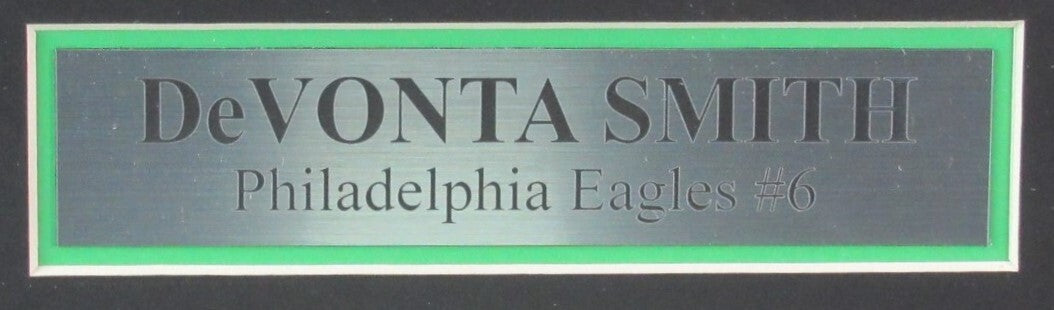 DeVONTA SMITH
Philadelphia Eagles #6